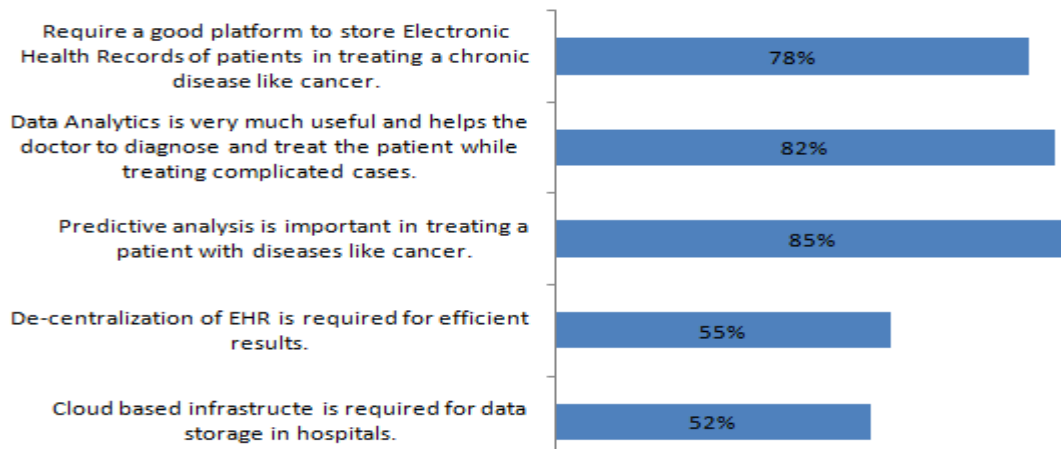 Require a good platform to store Electronic
Health Records of patients in treating a chronic
disease like cancer.
78%
Data Analytics is very much useful and helps the
doctor to diagnose and treat the patient while
treating complicated cases.
82%
Predictive analysis is important in treating a
patient with diseases like cancer.
85%
De-centralization of EHR is required for efficient
results.
55%
Cloud based infrastructe is required for data
storage in hospitals.
52%